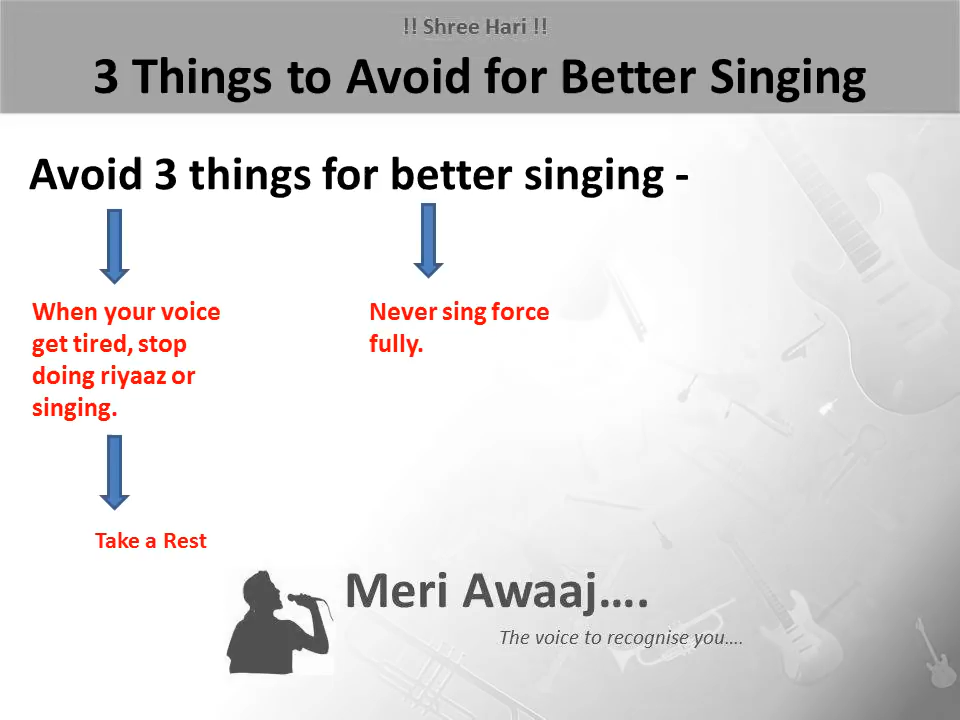 !! Shree Hari !!
3 Things to Avoid for Better Singing
Avoid 3 things for better singing -
When your voice
get tired, stop
doing riyaaz or
singing.
Never sing force
fully.
Take a Rest
Meri Awaaj....
The voice to recognise you....